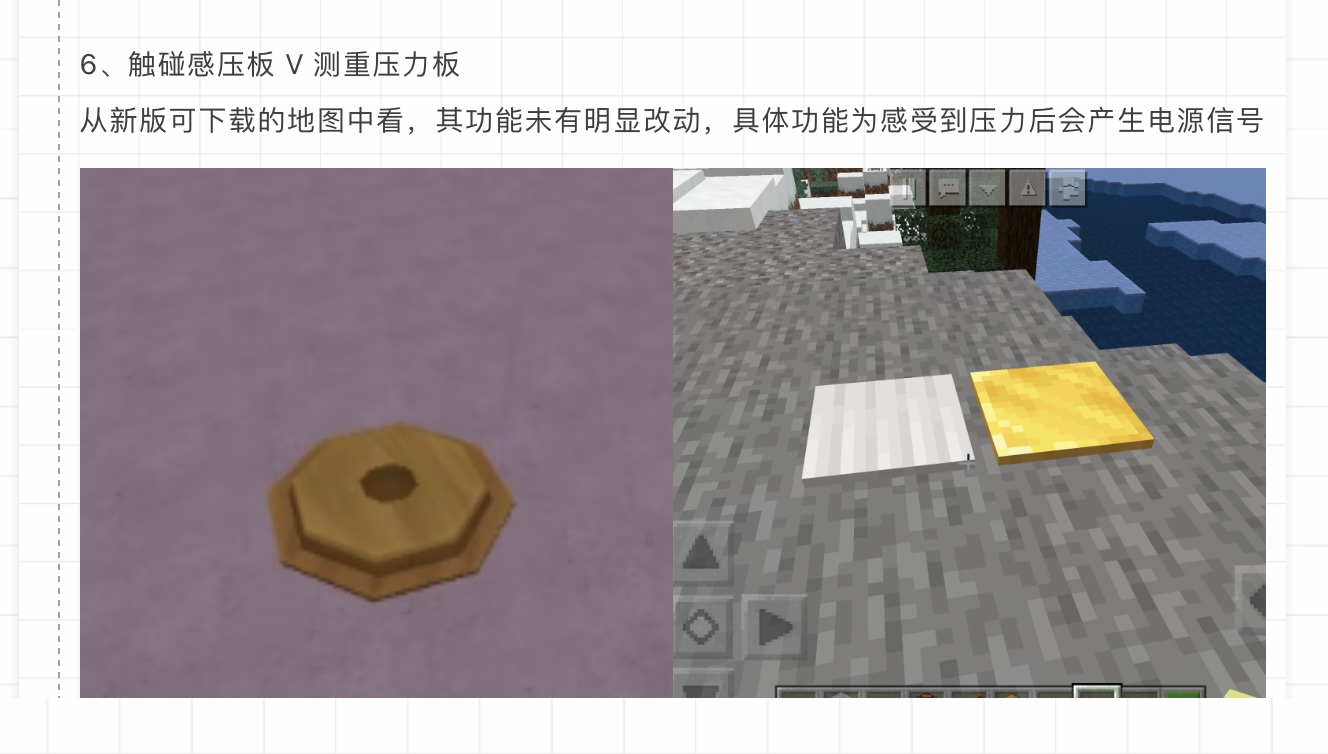 6、触碰感压板 V 测重压力板
从新版可下载的地图中看，其功能未有明显改动，具体功能为感受到压力后会产生电源信号